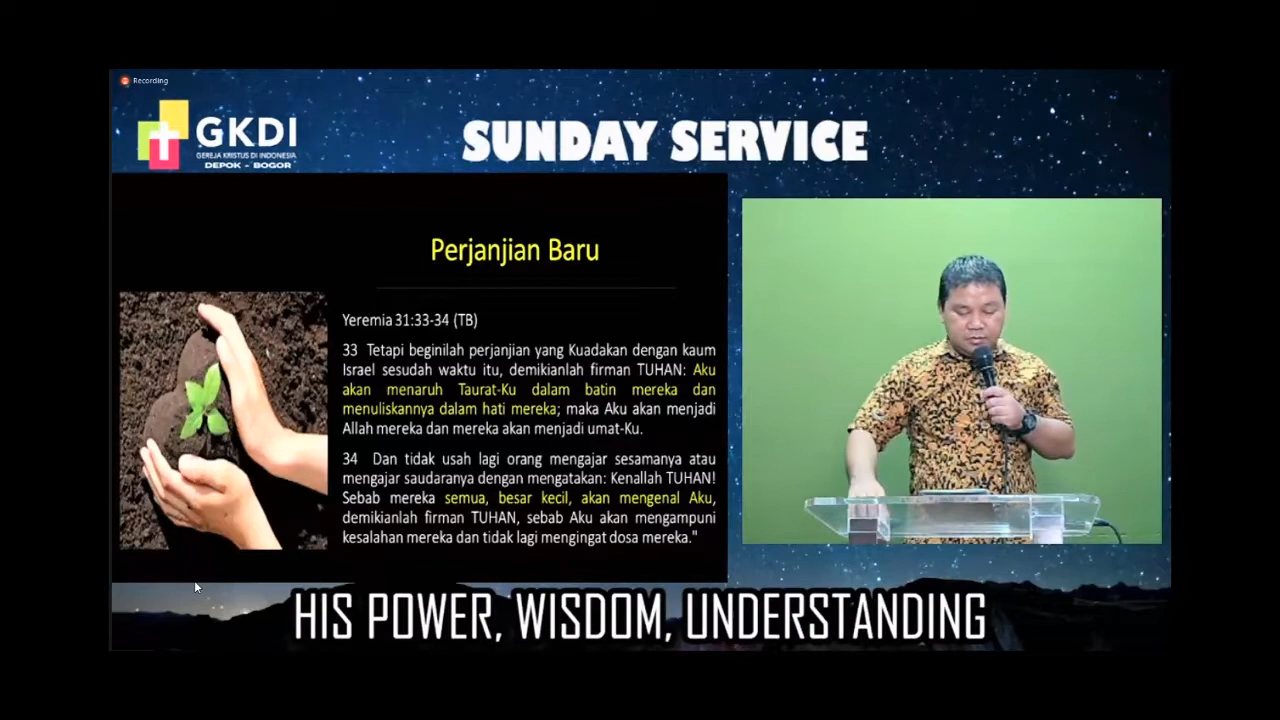 Recording
GKDI
GEREJA KRISTUS DI INDONESIA
DEPOK - BOGOR
SUNDAY SERVICE
Perjanjian Baru
Yeremia 31:33-34 (TB)
33 Tetapi beginilah perjanjian yang Kuadakan dengan kaum
Israel sesudah waktu itu, demikianlah firman TUHAN: Aku
akan menaruh Taurat-Ku dalam batin mereka dan
menuliskannya dalam hati mereka; maka Aku akan menjadi
Allah mereka dan mereka akan menjadi umat-Ku.
34 Dan tidak usah lagi orang mengajar sesamanya atau
mengajar saudaranya dengan mengatakan: Kenallah TUHAN!
Sebab mereka semua, besar kecil, akan mengenal Aku,
demikianlah firman TUHAN, sebab Aku akan mengampuni
kesalahan mereka dan tidak lagi mengingat dosa mereka."
HIS POWER, WISDOM, UNDERSTANDING